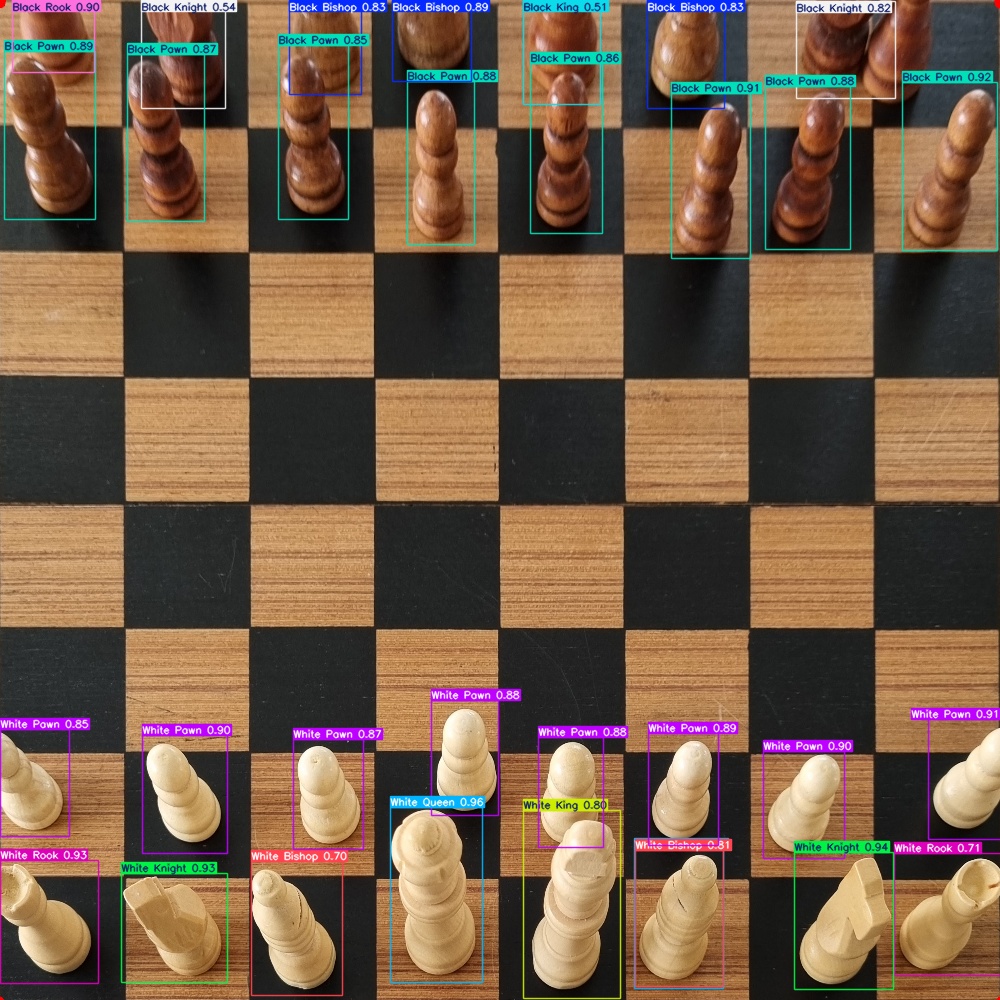 Black Rook 0.90
Black Knight 0.54
Black Bishop 0.83
Black Bishop 0.89
Black King 0.51
Black Bishop 0.83
Black Knight 0.82
Black Pawn 0.89
Black Pawn 0.87
Black Pawn 0.85
Black Pawn 0.88
Black Pawn 0.86
Black Pawn 0.91
Black Pawn 0.88
Black Pawn 0.92
White Pawn 0.85
White Pawn 0.90
White Pawn 0.87
White Pawn 0.88
White Pawn 0.88
White Pawn 0.89
White Pawn 0.90
White Pawn 0.91
White Rook 0.93
White Knight 0.93
White Bishop 0.70
White Queen 0.96
White King 0.80
White Bishop 0.81
White Knight 0.94
White Rook 0.71